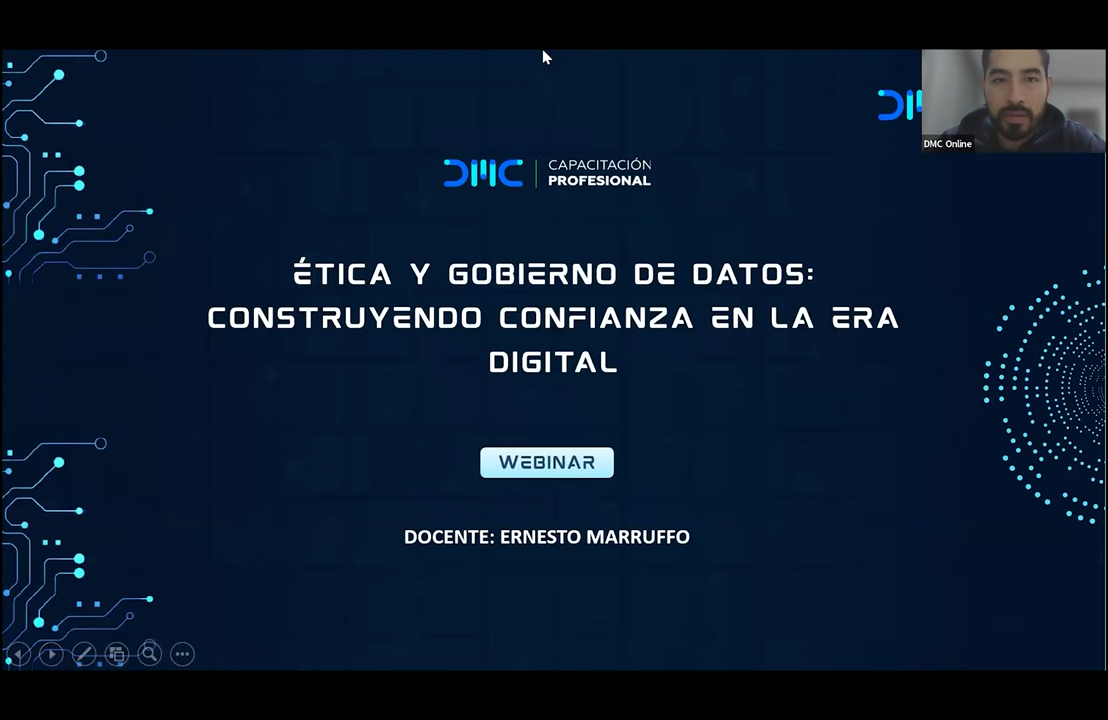 DMC
CAPACITACIÓN
PROFESIONAL
DMC Online
ÉTICA Y GOBIERNO DE DATOS:
CONSTRUYENDO CONFIANZA EN LA ERA
DIGITAL
WEBINAR
DOCENTE: ERNESTO MARRUFFO